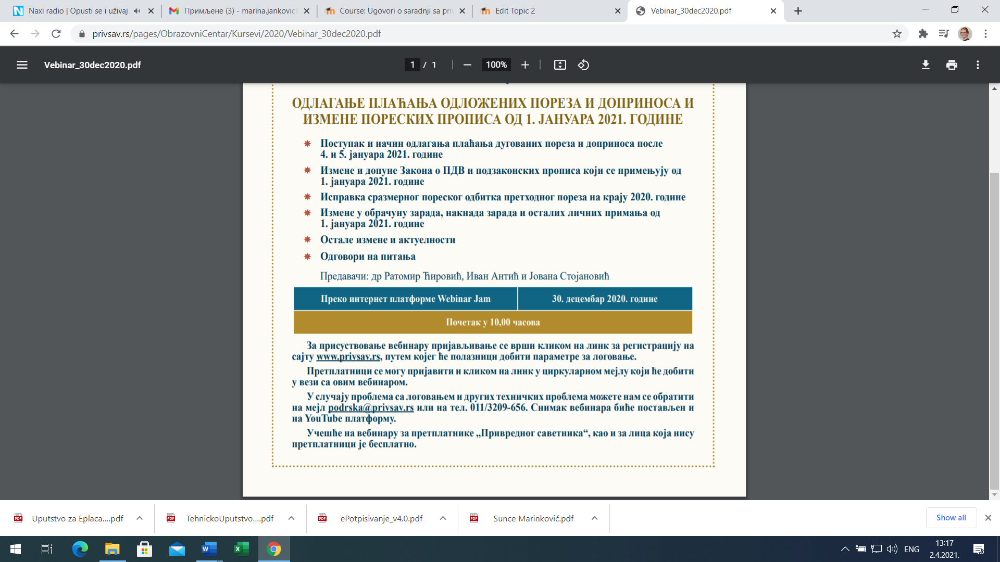 Naxi radio | Opusti se i uživaj
Примљене (3) - marina.jankovic
Course: Ugovori o saradnji sa pri
Edit Topic 2
Vebinar_30dec2020.pdf
privsav.rs/pages/ObrazovniCentar/Kursevi/2020/Vebinar_30dec2020.pdf
Vebinar_30dec2020.pdf
1 / 1
100%
ОДЛАГАЊЕ ПЛАЋАЊА ОДЛОЖЕНИХ ПОРЕЗА И ДОПРИНОСА И
ИЗМЕНЕ ПОРЕСКИХ ПРОПИСА ОД 1. ЈАНУАРА 2021. ГОДИНЕ
Поступак и начин одлагања плаћања дугованих пореза и доприноса после
4. и 5. јануара 2021. године
Измене и допуне Закона о ПДВ и подзаконских прописа који се примењују од
1. јануара 2021. године
Исправка сразмерног пореског одбитка претходног пореза на крају 2020. године
Измене у обрачуну зарада, накнада зарада и осталих личних примања од
1. јануара 2021. године
Остале измене и актуелности
Одговори на питања
Предавачи: др Ратомир Ћировић, Иван Антић и Јована Стојановић
Преко интернет платформе Webinar Jam
30. децембар 2020. године
Почетак у 10,00 часова
За присуствовање вебинару пријављивање се врши кликом на линк за регистрацију на
сајту www.privsav.rs, путем којег ће полазници добити параметре за логовање.
Претплатници се могу пријавити и кликом на линк у циркуларном мејлу који ће добити
у вези са овим вебинаром.
У случају проблема са логовањем и других техничких проблема можете нам се обратити
на мејл podrska@privsav.rs или на тел. 011/3209-656. Снимак вебинара биће постављен и
на YouTube платформу.
Учешће на вебинару за претплатнике „Привредног саветника“, као и за лица која нису
претплатници је бесплатно.
Uputstvo za Eplaca....pdf
TehnickoUputstvo....pdf
ePotpisivanje_v4.0.pdf
Sunce Marinković.pdf
Show all
ENG
13:17
2.4.2021.